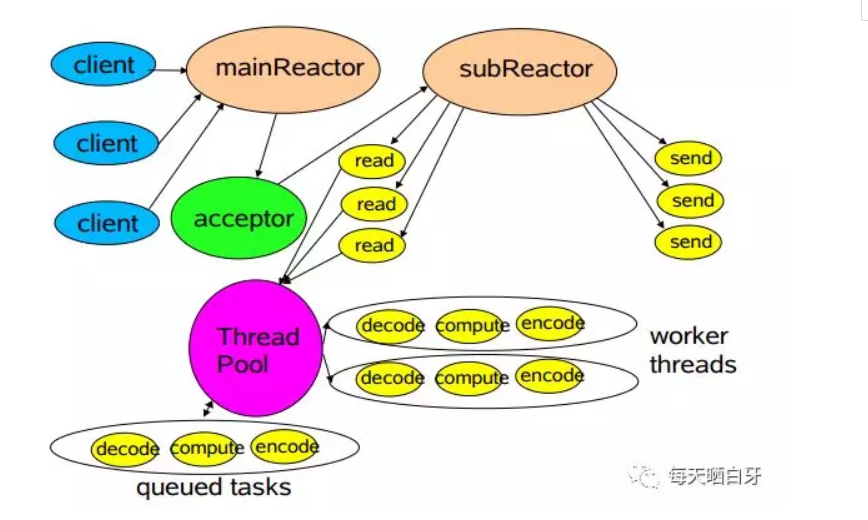 client
mainReactor
subReactor
client
read
send
client
acceptor
read
send
read
send
Thread
Pool
decode compute encode
worker
threads
decode compute encode
decode compute encode
queued tasks
每天晒白牙